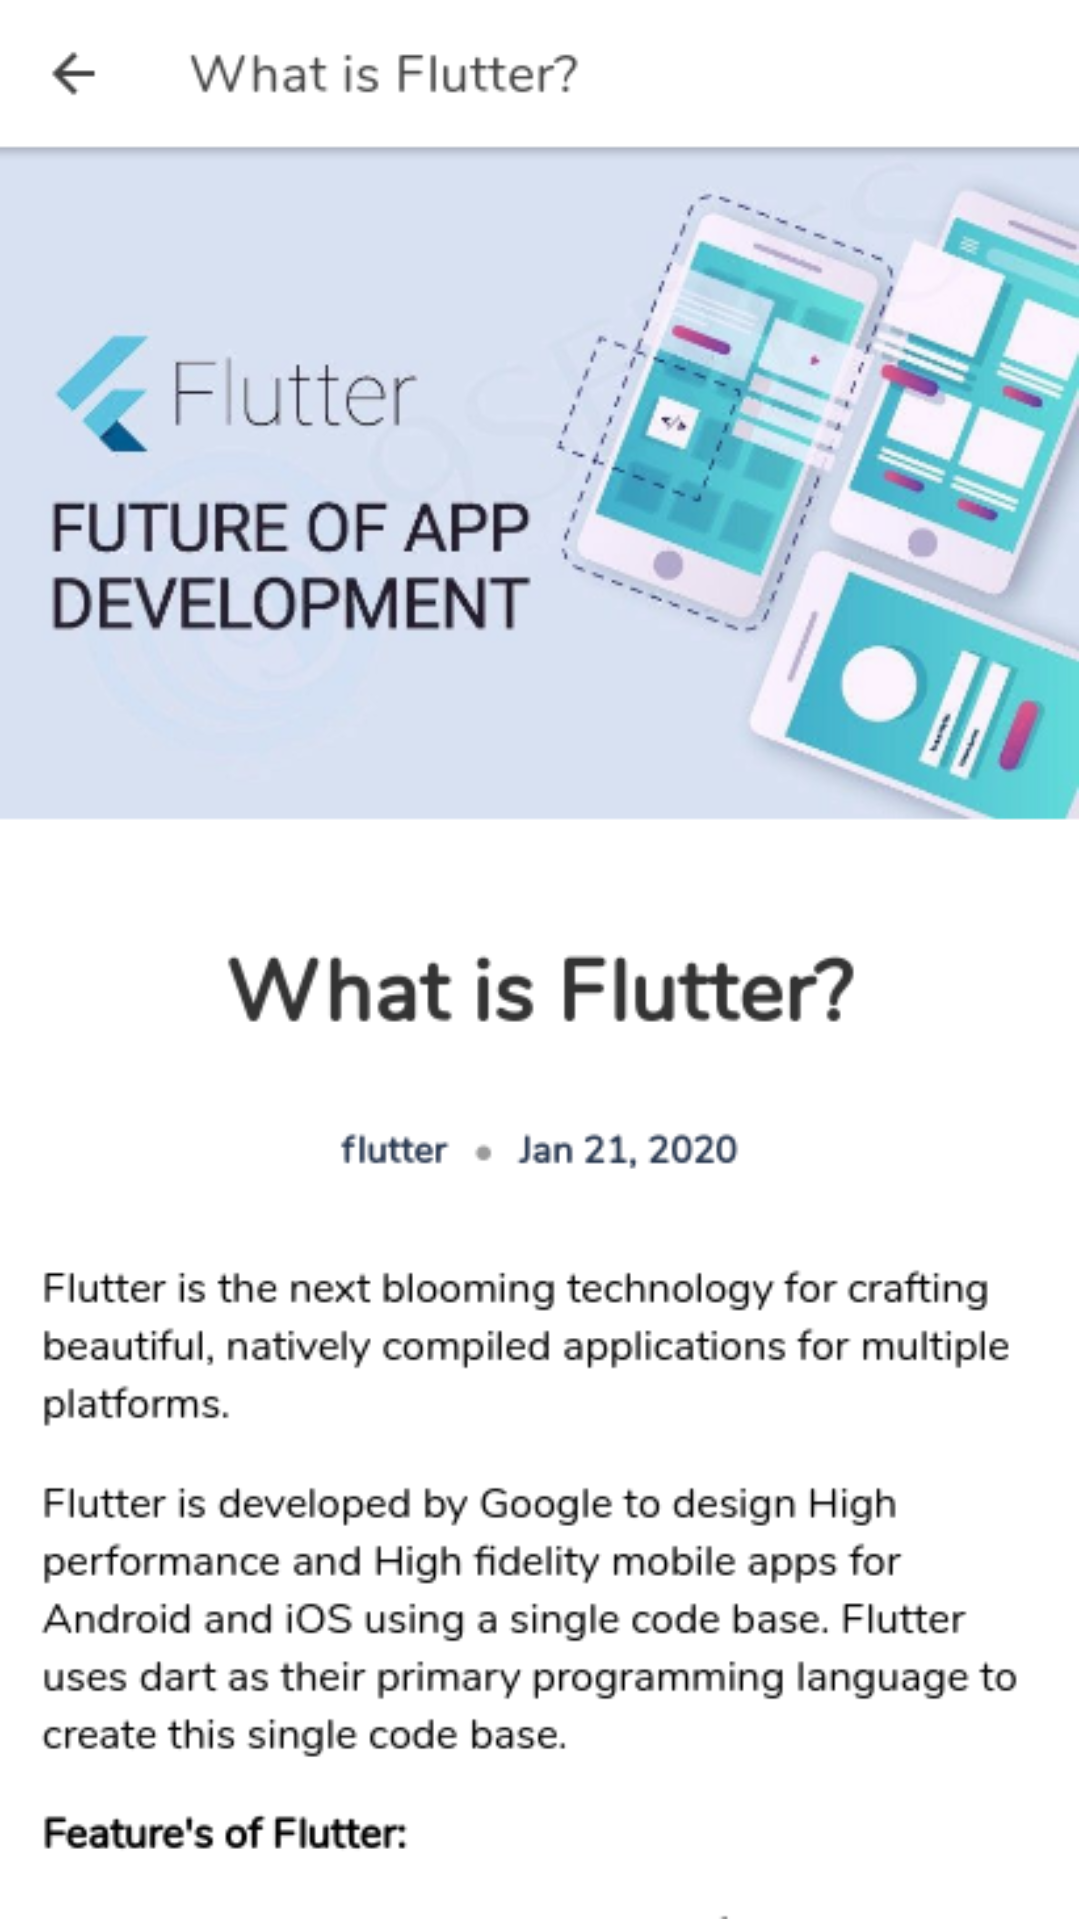 What is Flutter?
Flutter
FUTURE OF APP
DEVELOPMENT
What is Flutter?
flutter • Jan 21, 2020
Flutter is the next blooming technology for crafting
beautiful, natively compiled applications for multiple
platforms.
Flutter is developed by Google to design High
performance and High fidelity mobile apps for
Android and iOS using a single code base. Flutter
uses dart as their primary programming language to
create this single code base.
Feature's of Flutter: